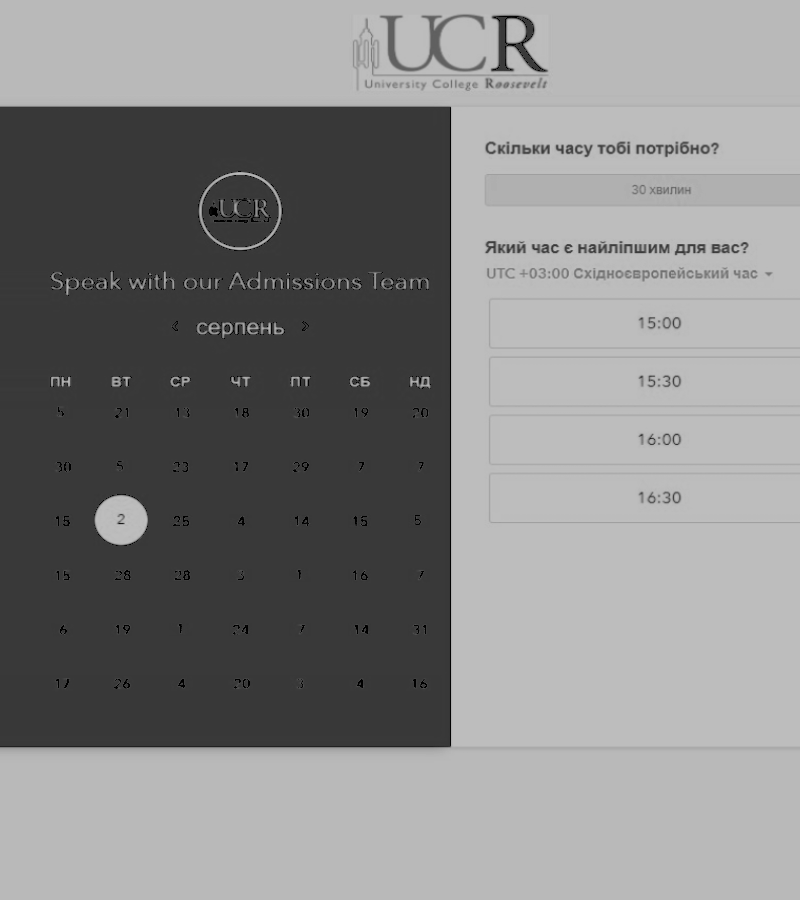 UCR
University College Roosevelt
UCR
Speak with our Admissions Team
серпень
ПН ВТ СР ЧТ ПТ СБ НД
5 21 13 18 30 19 20
30 5 23 17 29 7 7
15 2 25 4 14 15 5
15 28 28 3 1 16 7
6 19 1 24 7 14 31
17 26 4 20 3 4 16
Скільки часу тобі потрібно?
30 хвилин
Який час є найліпшим для вас?
UTC +03:00 Східноєвропейський час
15:00
15:30
16:00
16:30